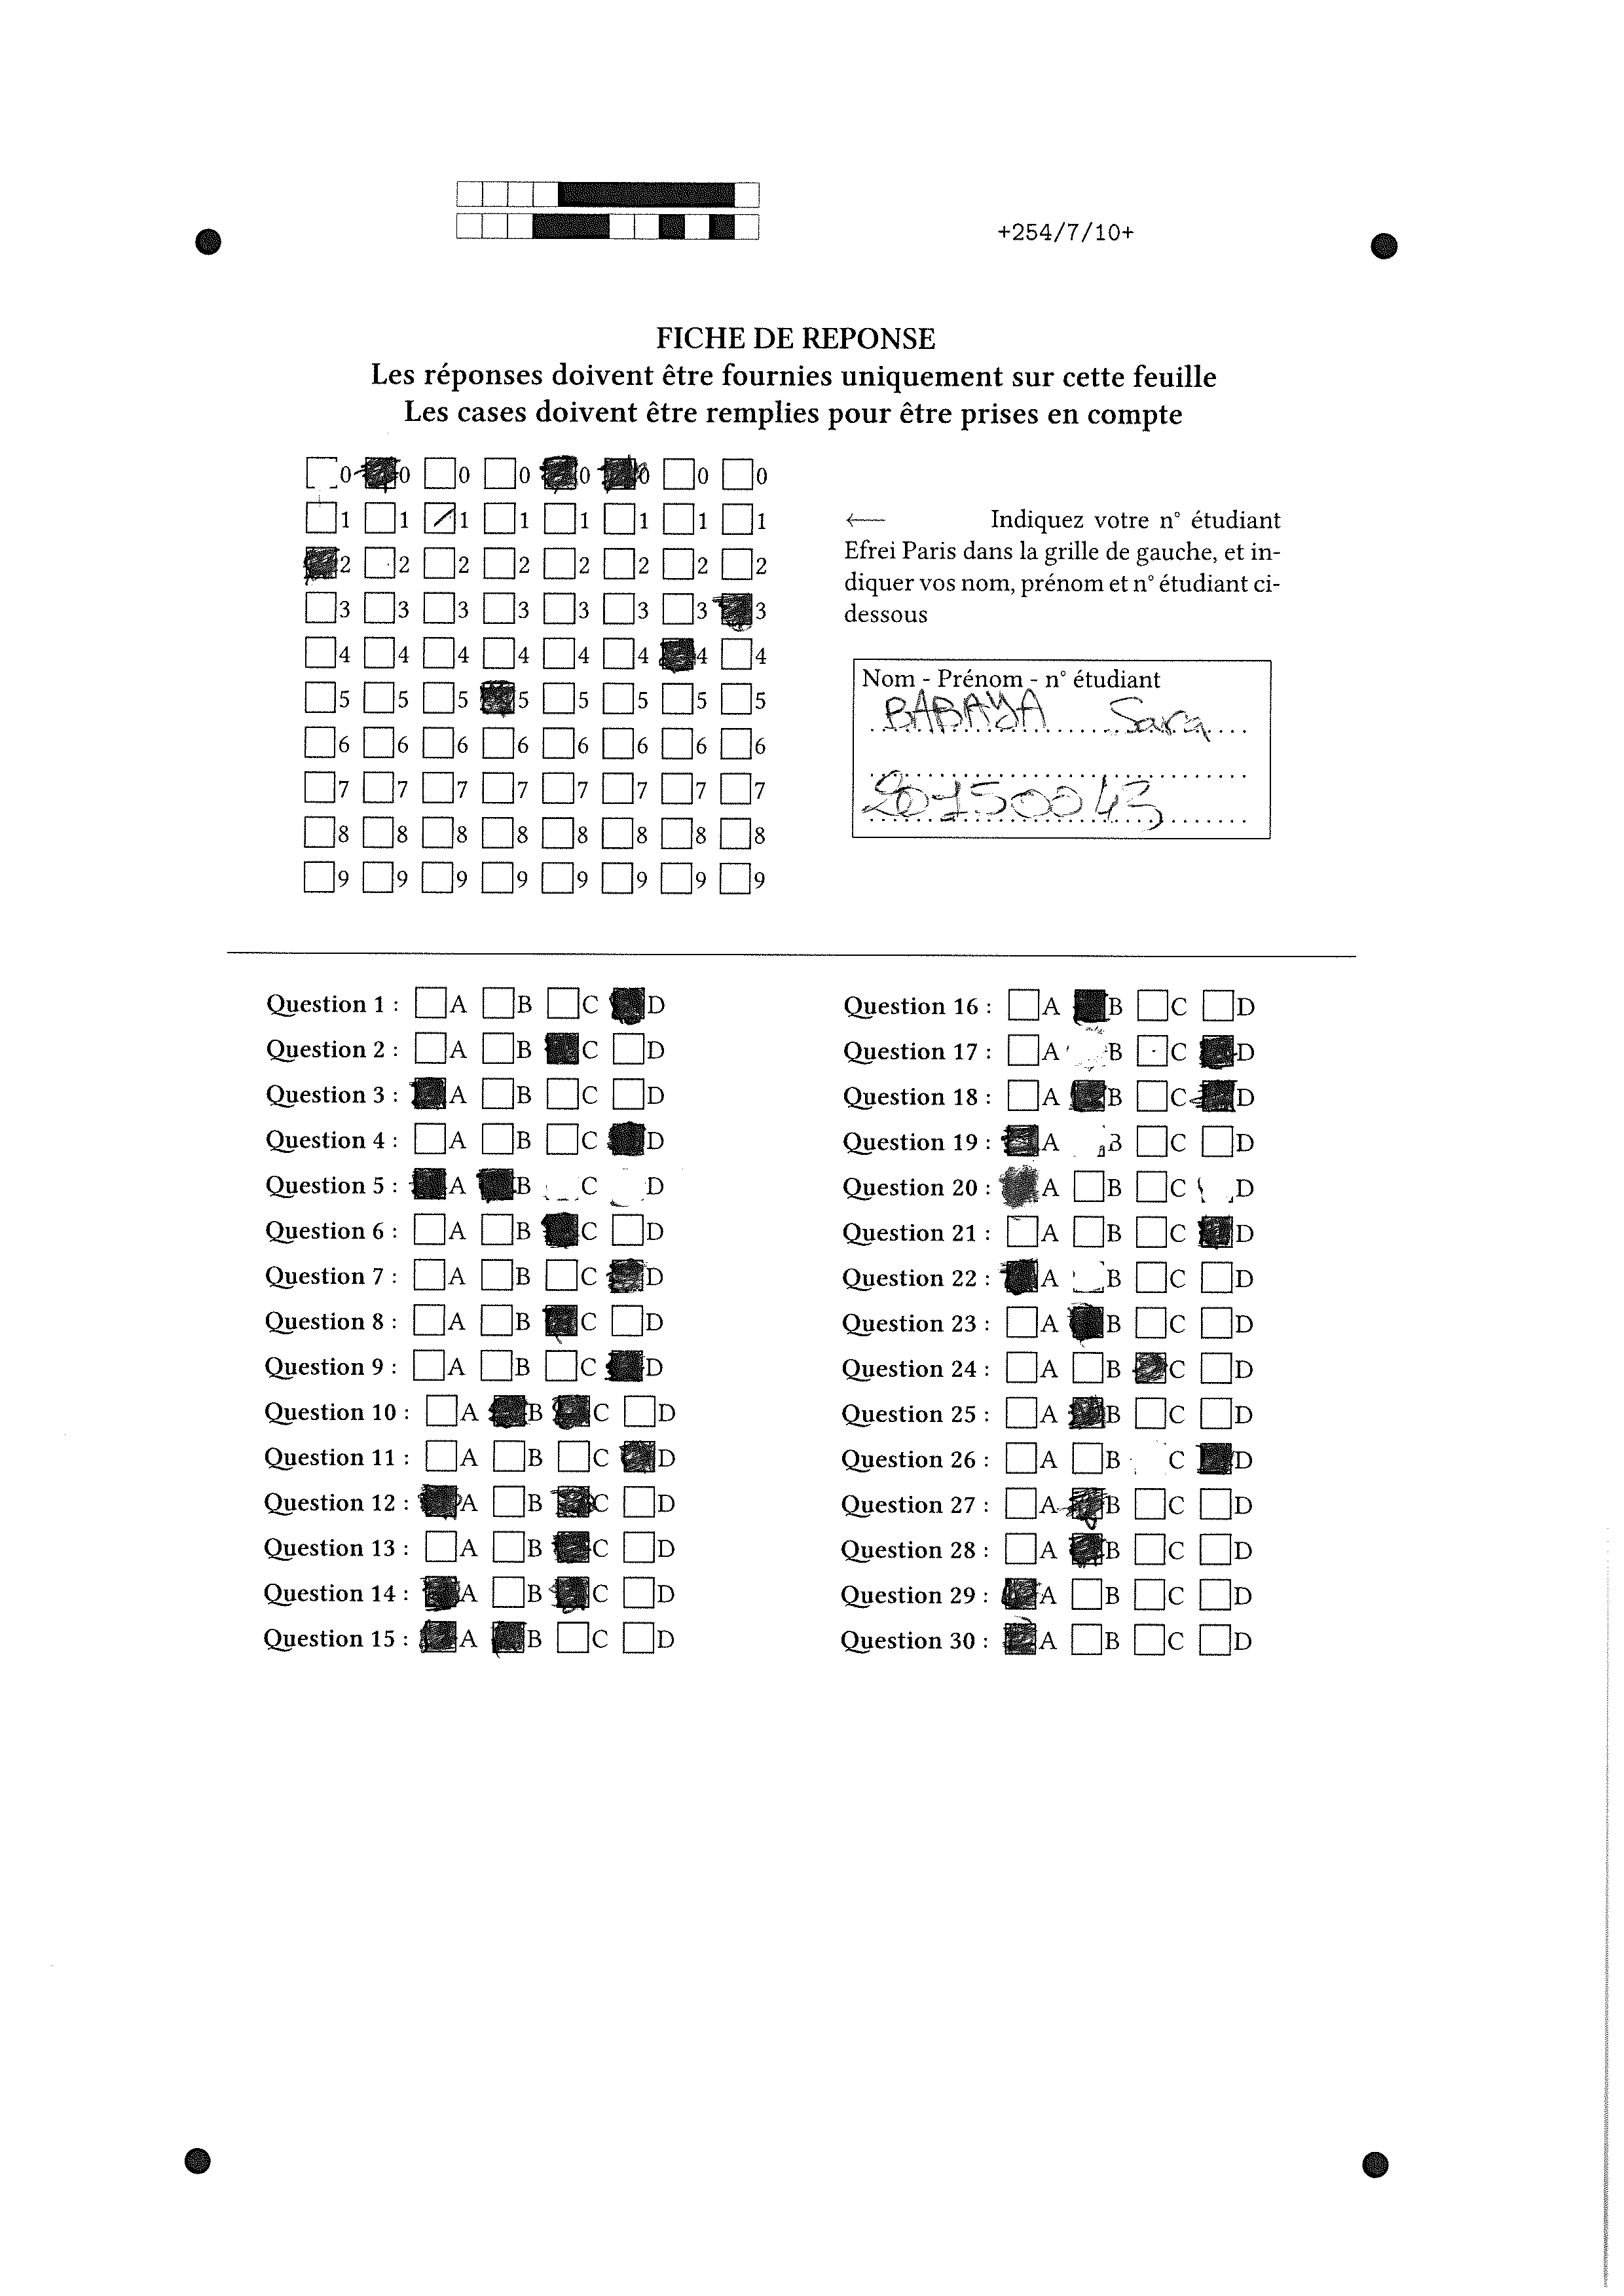 +254/7/10+
FICHE DE REPONSE
Les réponses doivent être fournies uniquement sur cette feuille
Les cases doivent être remplies pour être prises en compte
0 0 0 0 0 0 0 0
1 1 1 1 1 1 1 1
2 2 2 2 2 2 2 2
3 3 3 3 3 3 3 3
4 4 4 4 4 4 4 4
5 5 5 5 5 5 5 5
6 6 6 6 6 6 6 6
7 7 7 7 7 7 7 7
8 8 8 8 8 8 8 8
9 9 9 9 9 9 9 9
← Indiquez votre n° étudiant
Efrei Paris dans la grille de gauche, et in-
diquer vos nom, prénom et n° étudiant ci-
dessous
Nom - Prénom - n° étudiant
BABAYA Sara
20150043
Question 1 : A B C D
Question 2 : A B C D
Question 3 : A B C D
Question 4 : A B C D
Question 5 : A B C D
Question 6 : A B C D
Question 7 : A B C D
Question 8 : A B C D
Question 9 : A B C D
Question 10 : A B C D
Question 11 : A B C D
Question 12 : A B C D
Question 13 : A B C D
Question 14 : A B C D
Question 15 : A B C D
Question 16 : A B C D
Question 17 : A B C D
Question 18 : A B C D
Question 19 : A B C D
Question 20 : A B C D
Question 21 : A B C D
Question 22 : A B C D
Question 23 : A B C D
Question 24 : A B C D
Question 25 : A B C D
Question 26 : A B C D
Question 27 : A B C D
Question 28 : A B C D
Question 29 : A B C D
Question 30 : A B C D